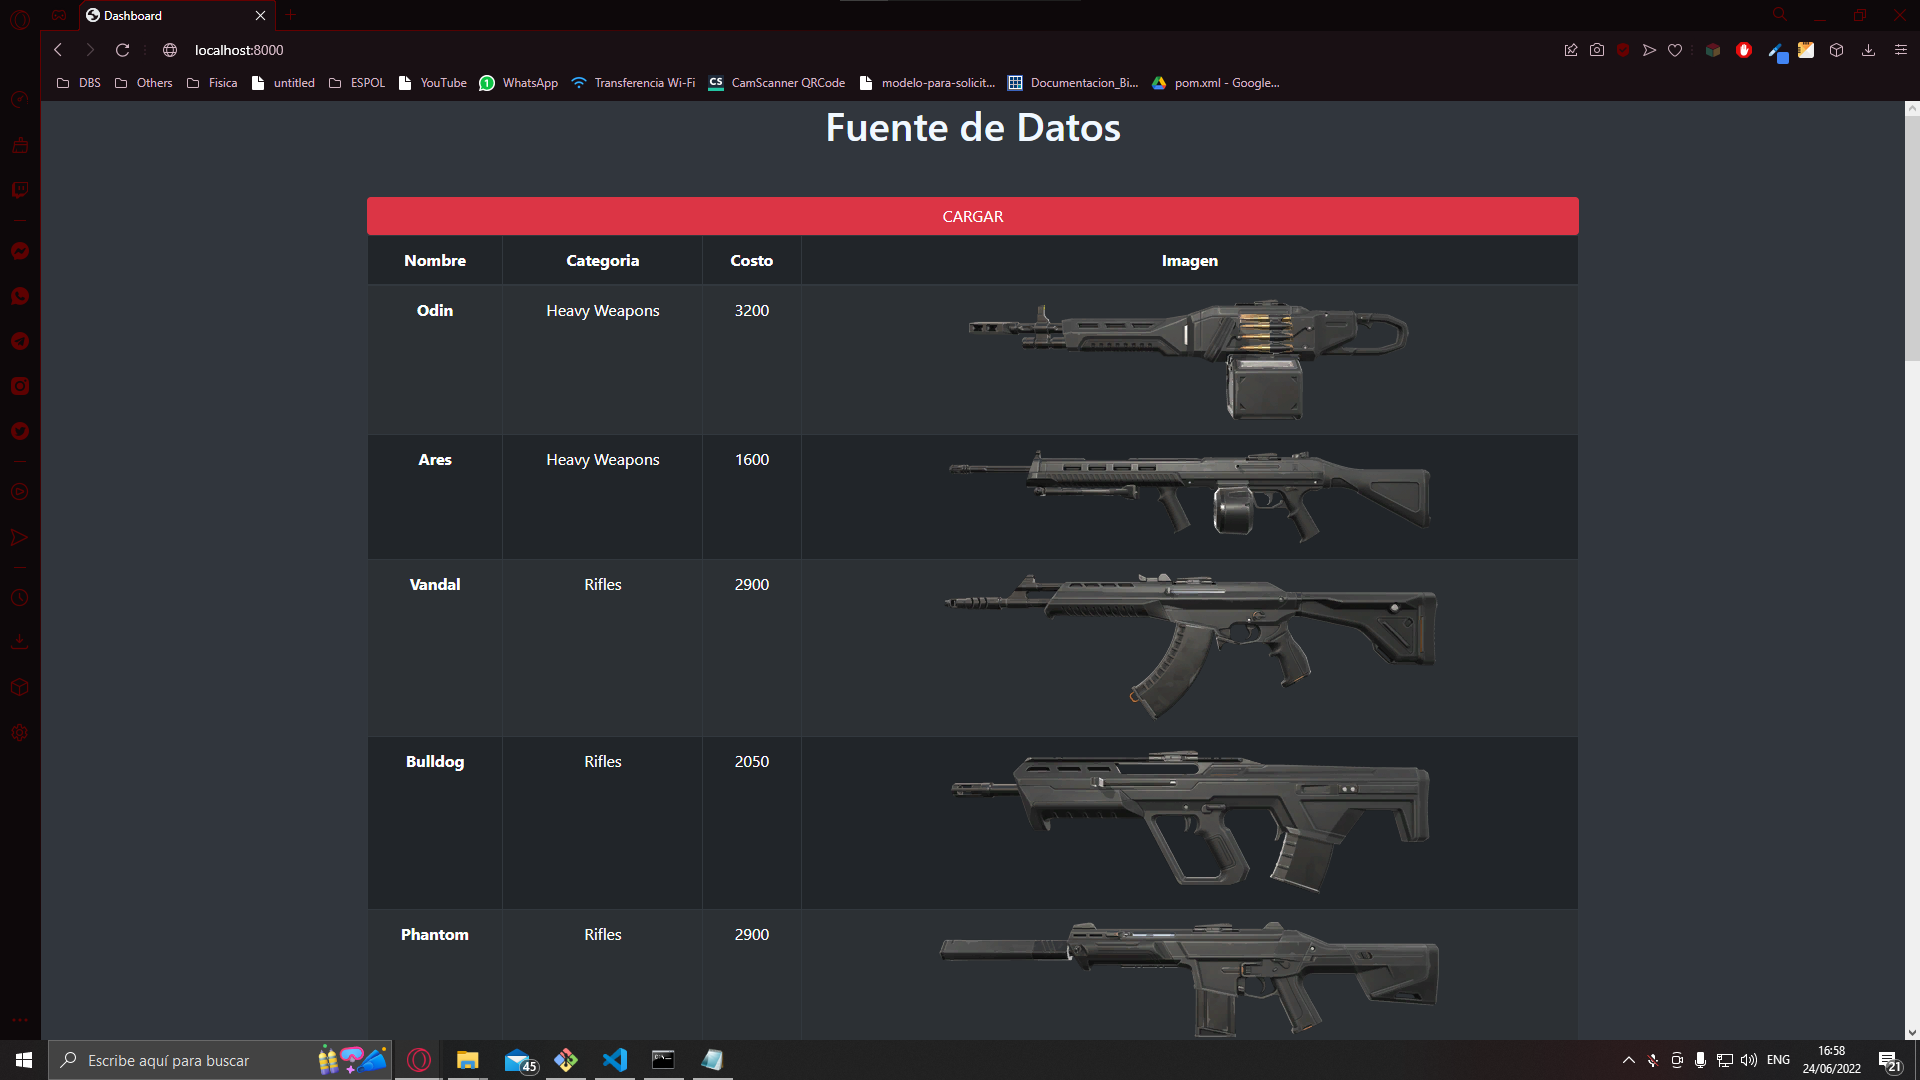 Dashboard
localhost:8000
DBS
Others
Fisica
untitled
ESPOL
YouTube
1
WhatsApp
Transferencia Wi-Fi
CS
CamScanner QRCode
modelo-para-solicit...
Documentacion_Bi...
pom.xml - Google...
Fuente de Datos
CARGAR
Nombre Categoria Costo Imagen
Odin Heavy Weapons 3200
Ares Heavy Weapons 1600
Vandal Rifles 2900
Bulldog Rifles 2050
Phantom Rifles 2900
Escribe aquí para buscar
45
ENG
16:58
24/06/2022
21